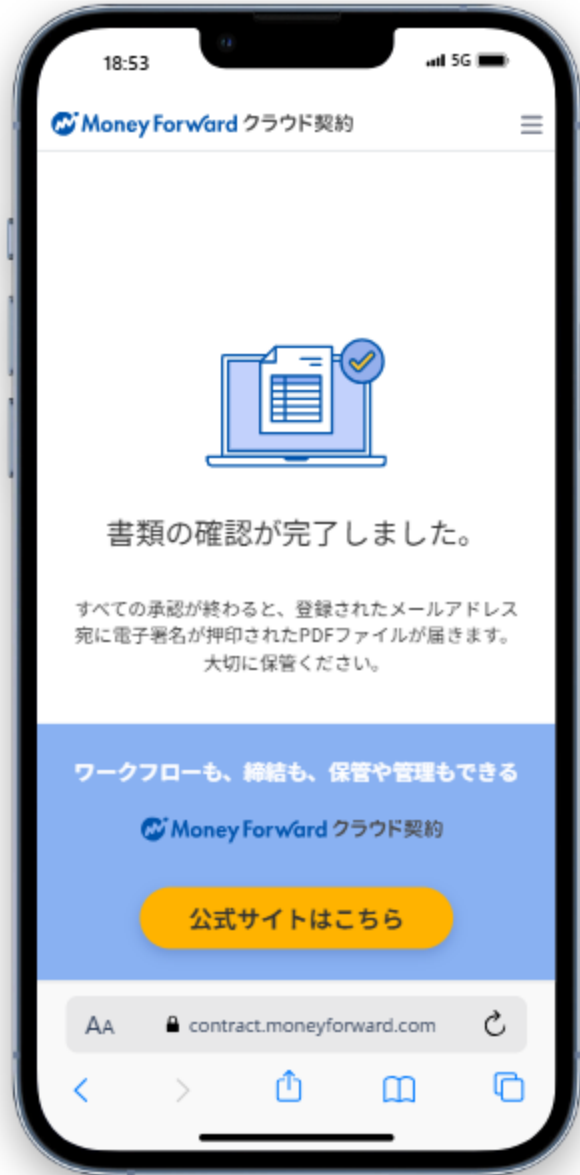 18:53
5G
Money Forward クラウド契約
書類の確認が完了しました。
すべての承認が終わると、登録されたメールアドレス
宛に電子署名が押印されたPDFファイルが届きます。
大切に保管ください。
ワークフローも、締結も、保管や管理もできる
Money Forward クラウド契約
公式サイトはこちら
AA
contract.moneyforward.com